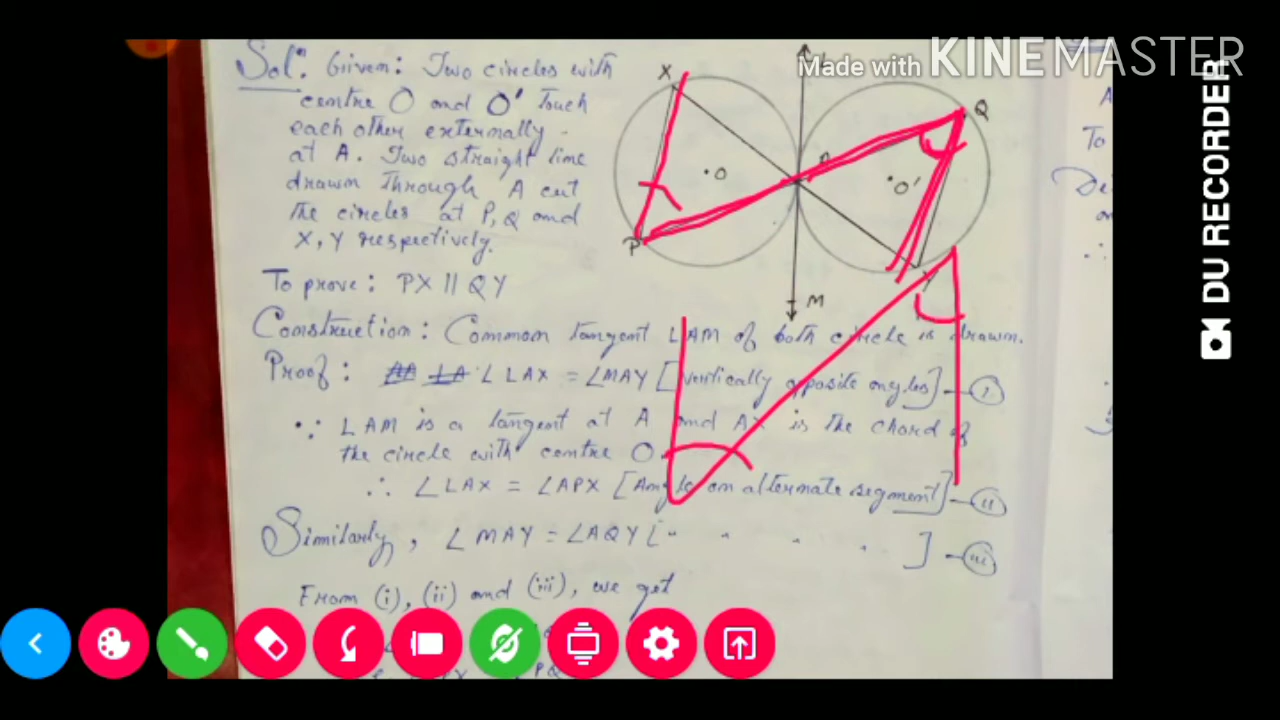 Made with KINEMASTER
DU RECORDER
Sol.ⁿ Given: Two circles with
centre O and O' touch
each other externally
at A. Two straight line
drawn through A cut
the circles at P, Q and
X, Y respectively.
X
Q
A
O
O'
P
Y
M
To prove: PX || QY
Construction: Common tangent LAM of both circle is drawn.
Proof: ∠LAX = ∠MAY [vertically opposite angles] — (i)
∵ LAM is a tangent at A and AX is the chord of
the circle with centre O
∴ ∠LAX = ∠APX [Angle on alternate segment] — (ii)
Similarly, ∠MAY = ∠AQY [ " " " " ] — (iii)
From (i), (ii) and (iii), we get
To